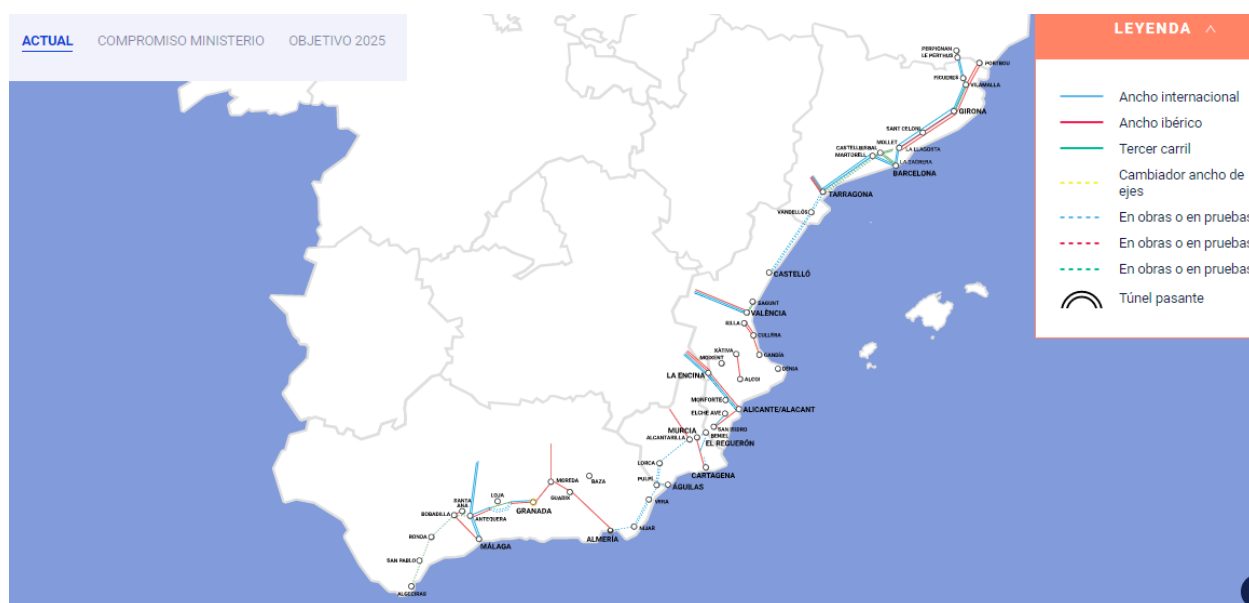 ACTUAL COMPROMISO MINISTERIO OBJETIVO 2025
LEYENDA
Ancho internacional
Ancho ibérico
Tercer carril
Cambiador ancho de
ejes
En obras o en pruebas
En obras o en pruebas
En obras o en pruebas
Túnel pasante
PERPIGNAN
LE PERTHUS
PORTBOU
FIGUERES
VILAMALLA
GIRONA
SANT CELONI
MOLLET
CASTELLBISBAL
LA LLAGOSTA
MARTORELL
LA SAGRERA
BARCELONA
TARRAGONA
VANDELLÒS
CASTELLÓ
SAGUNT
VALÈNCIA
SILLA
CULLERA
XÀTIVA
GANDÍA
MOIXENT
DÉNIA
LA ENCINA
ALCOI
MONFORTE
ALICANTE/ALACANT
ELCHE AVE
SAN ISIDRO
MURCIA
BENIEL
ALCANTARILLA
EL REGUERÓN
LORCA
CARTAGENA
PULPÍ
ÁGUILAS
VERA
NIJAR
ALMERÍA
BAZA
MOREDA
GUADIX
GRANADA
LOJA
SANTA
ANA
BOBADILLA
ANTEQUERA
RONDA
MÁLAGA
SAN PABLO
ALGECIRAS